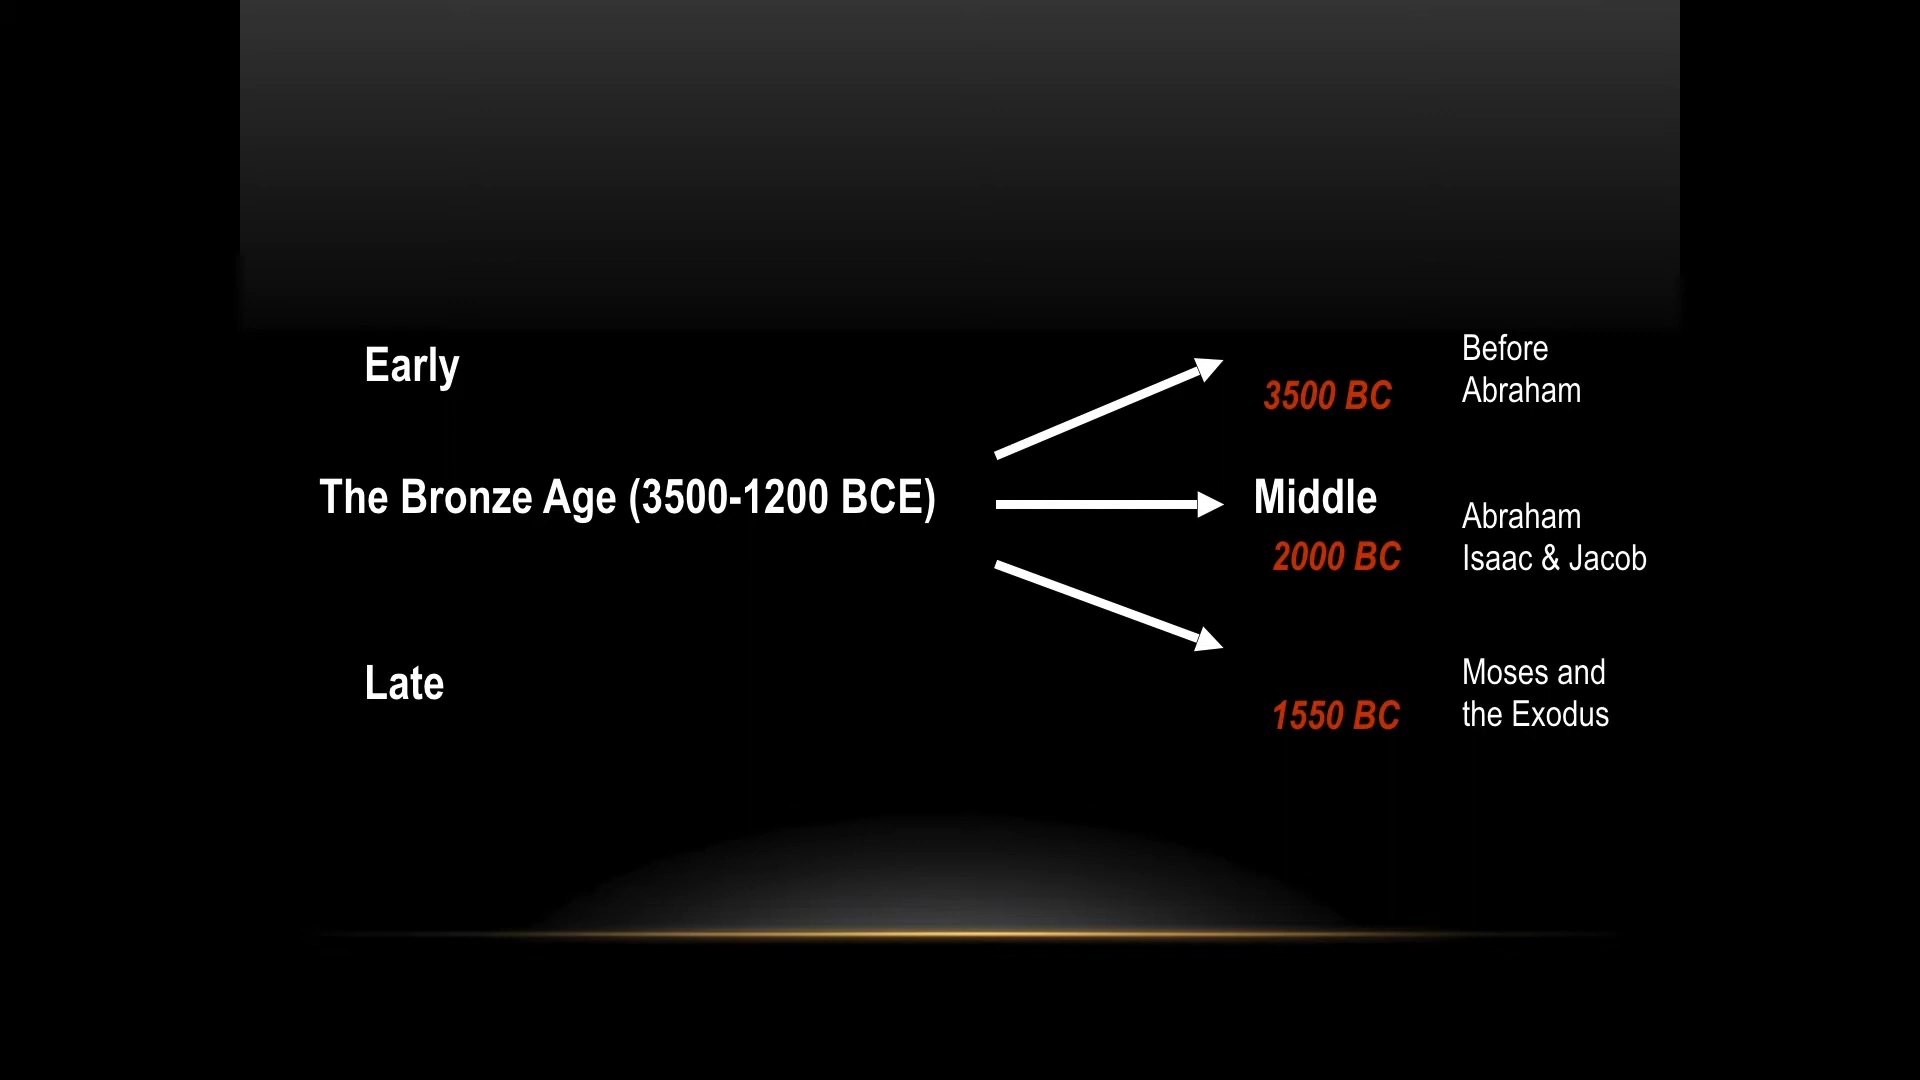 Early
3500 BC
Before
Abraham
The Bronze Age (3500-1200 BCE)
Middle
2000 BC
Abraham
Isaac & Jacob
Late
1550 BC
Moses and
the Exodus